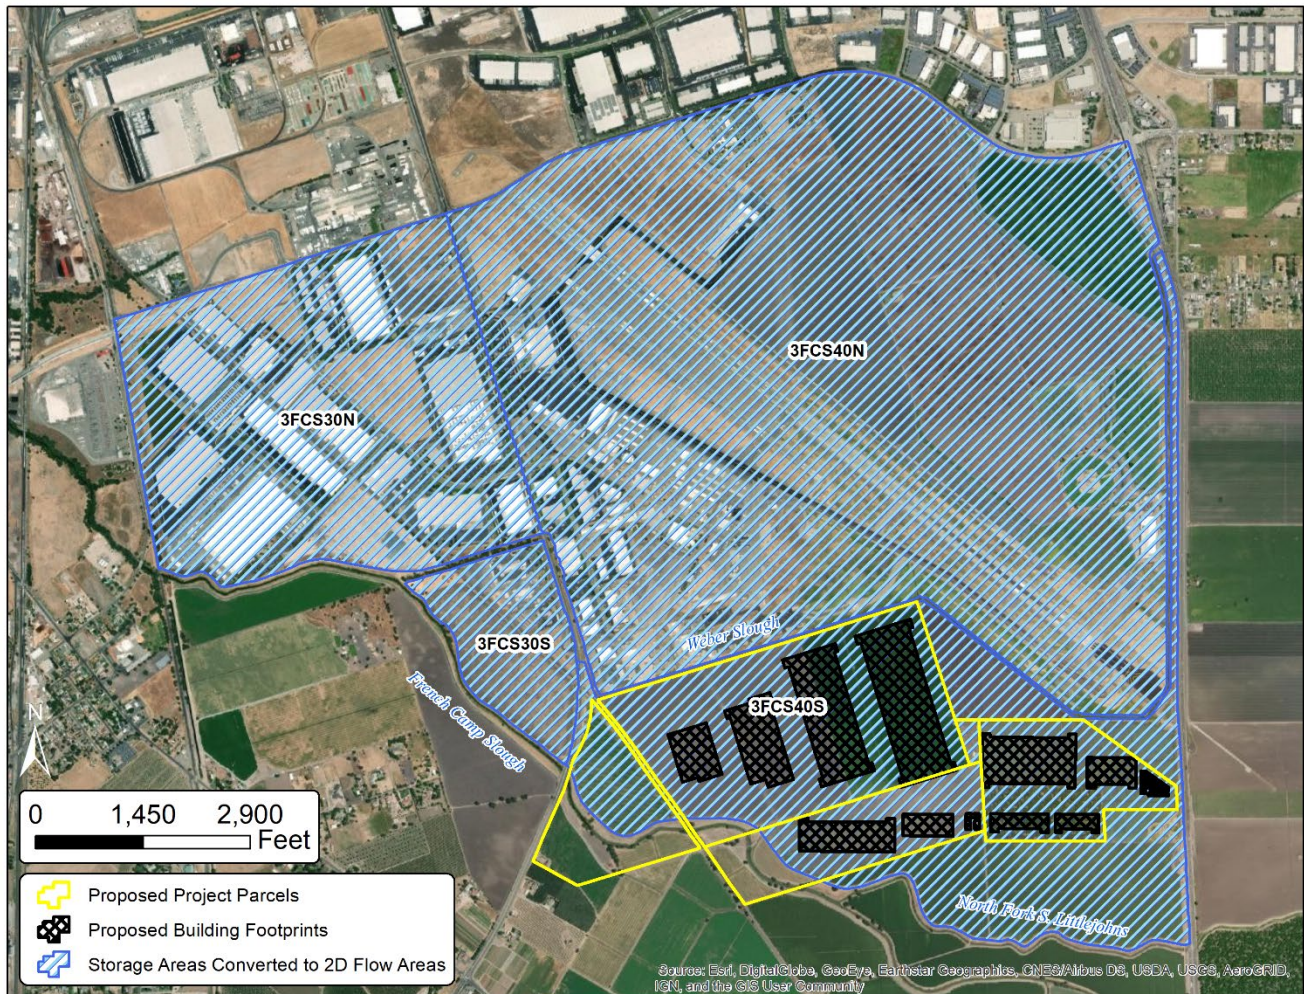 3FCS40N
3FCS30N
3FCS30S
Weber Slough
French Camp Slough
3FCS40S
North Fork S. Littlejohns
N
0 1,450 2,900
Feet
Proposed Project Parcels
Proposed Building Footprints
Storage Areas Converted to 2D Flow Areas
Source: Esri, DigitalGlobe, GeoEye, Earthstar Geographics, CNES/Airbus DS, USDA, USGS, AeroGRID,
IGN, and the GIS User Community